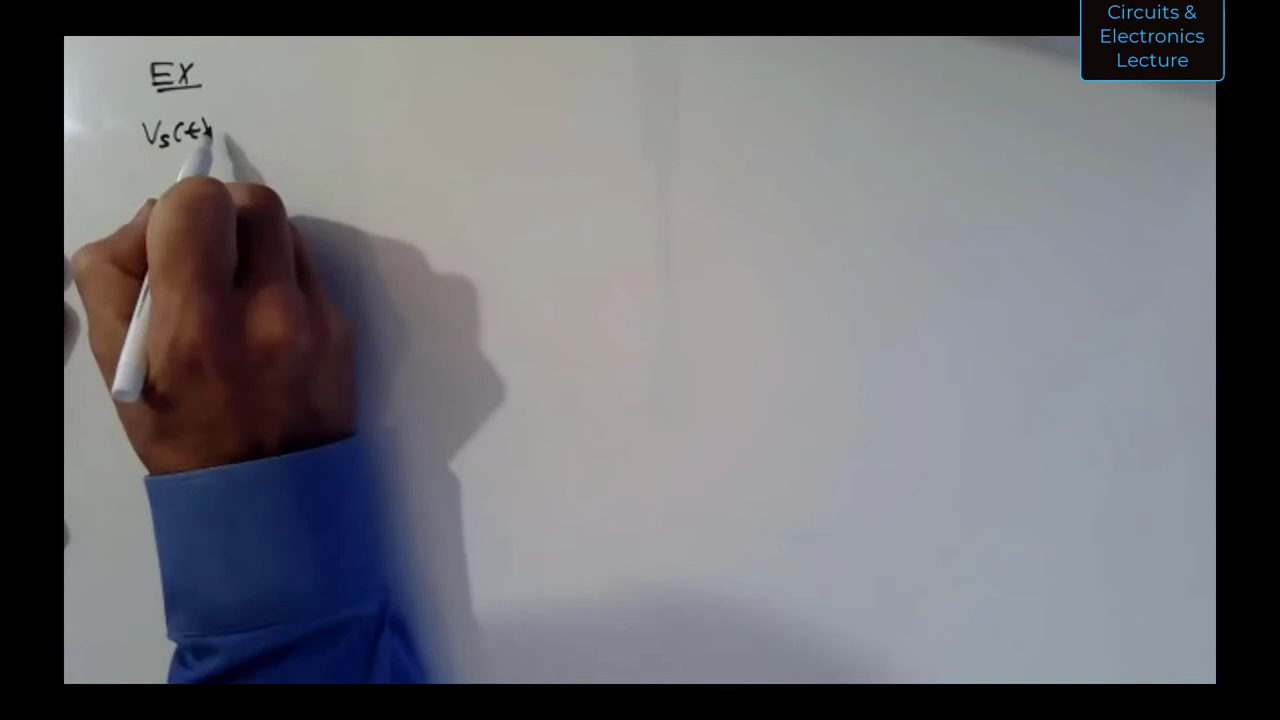 Circuits &
Electronics
Lecture
EX
Vs(t)